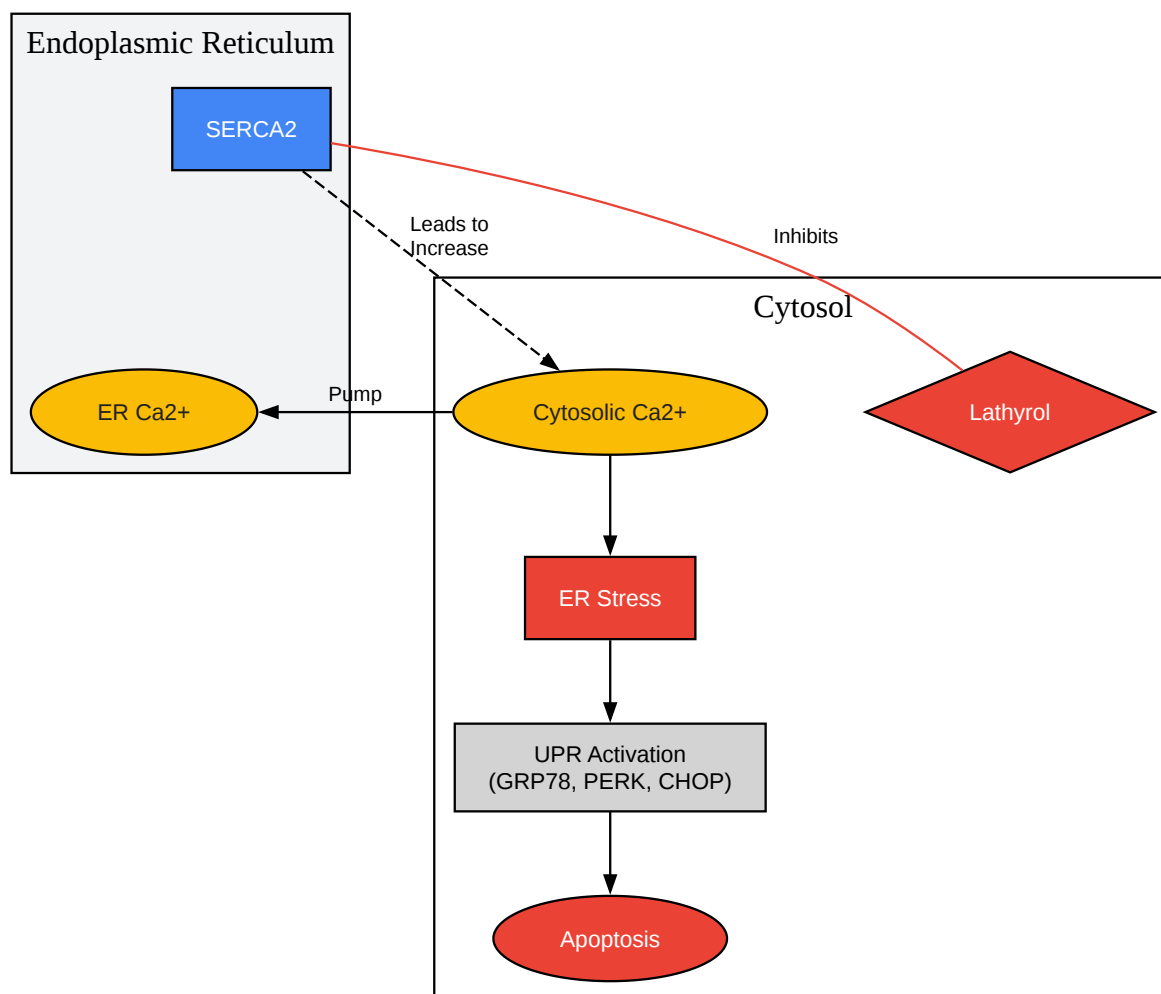 Endoplasmic Reticulum
SERCA2
Leads to
Increase
Inhibits
Cytosol
ER Ca2+
Pump
Cytosolic Ca2+
Lathyrol
ER Stress
UPR Activation
(GRP78, PERK, CHOP)
Apoptosis